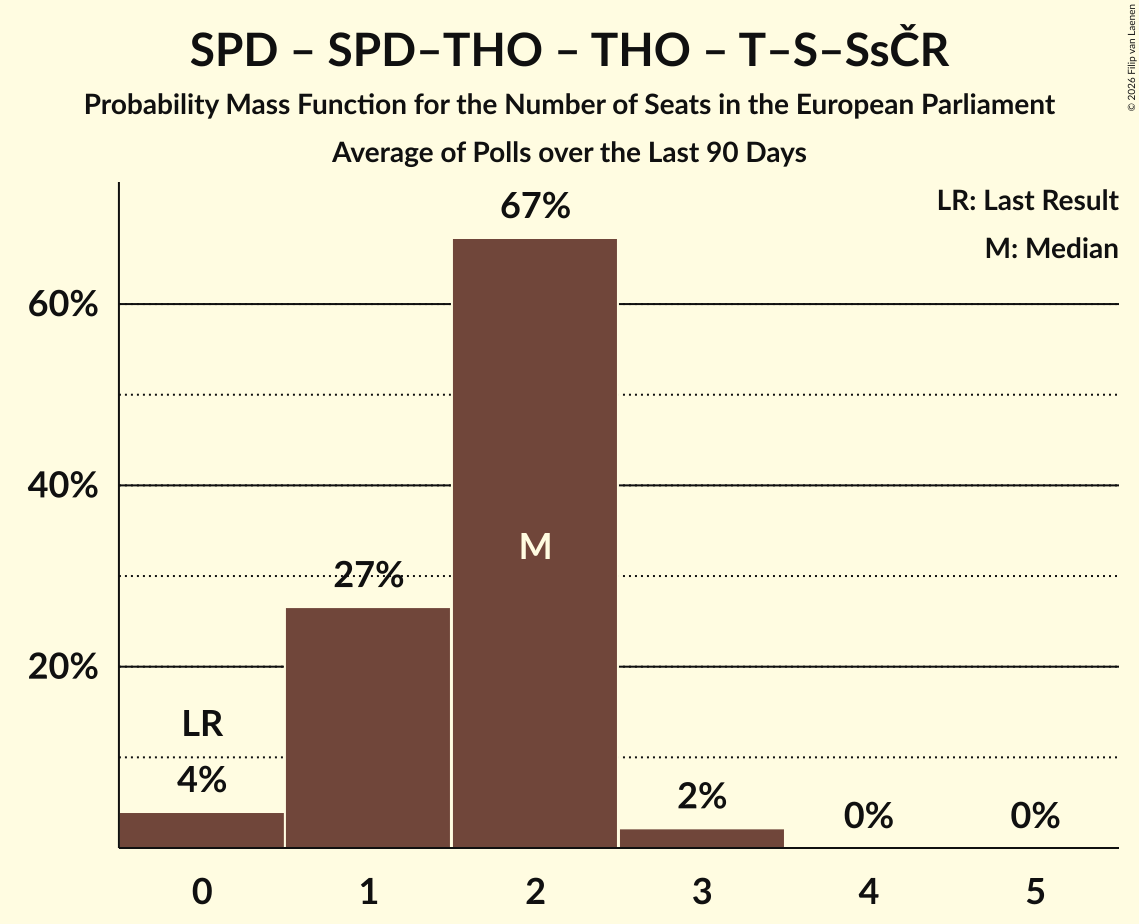 SPD – SPD–THO – THO – T–S–SsČR
Probability Mass Function for the Number of Seats in the European Parliament
Average of Polls over the Last 90 Days
© 2026 Filip van Laenen
LR: Last Result
M: Median
67%
60%
40%
M
27%
20%
LR
4%
2%
0%
0%
0 1 2 3 4 5